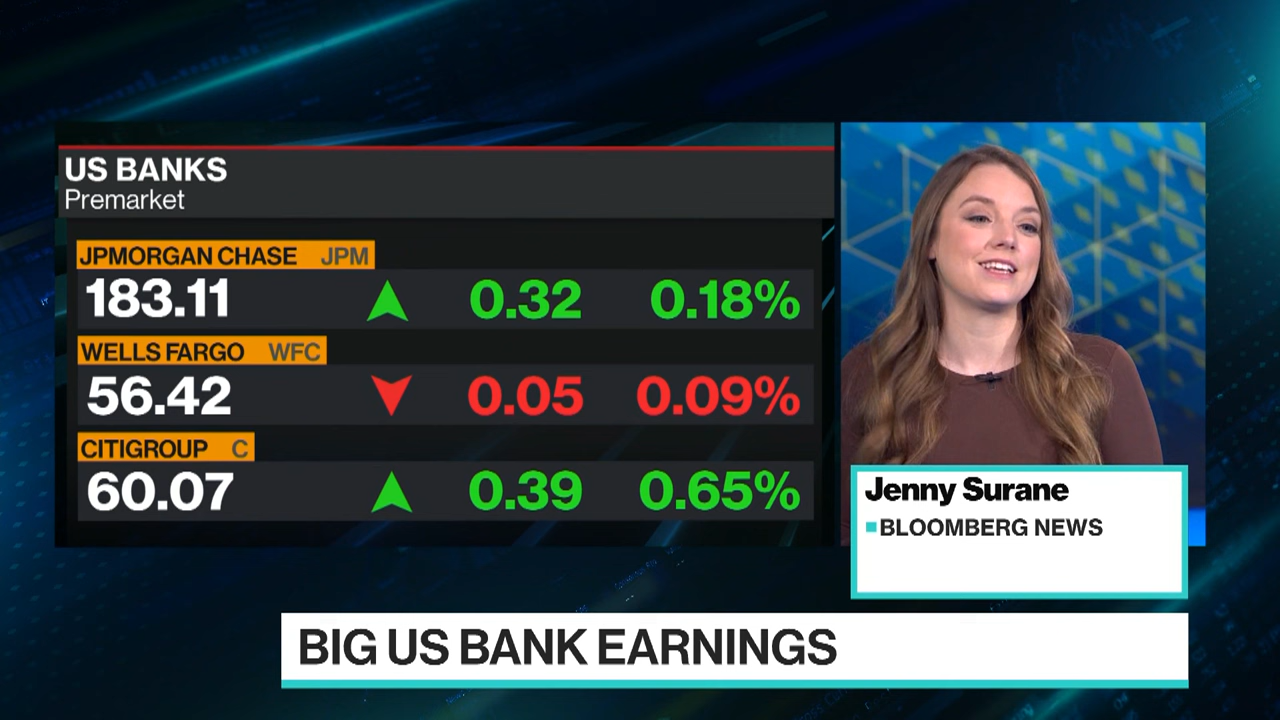 US BANKS
Premarket
JPMORGAN CHASE JPM
183.11 0.32 0.18%
WELLS FARGO WFC
56.42 0.05 0.09%
CITIGROUP C
60.07 0.39 0.65%
Jenny Surane
BLOOMBERG NEWS
BIG US BANK EARNINGS